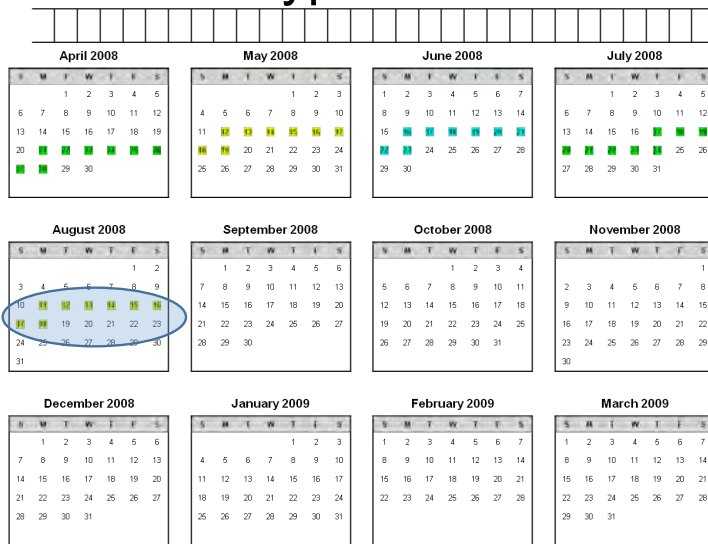 April 2008
S M T W T F S
1 2 3 4 5
6 7 8 9 10 11 12
13 14 15 16 17 18 19
20 21 22 23 24 25 26
27 28 29 30
May 2008
S M T W T F S
1 2 3
4 5 6 7 8 9 10
11 12 13 14 15 16 17
18 19 20 21 22 23 24
25 26 27 28 29 30 31
June 2008
S M T W T F S
1 2 3 4 5 6 7
8 9 10 11 12 13 14
15 16 17 18 19 20 21
22 23 24 25 26 27 28
29 30
July 2008
S M T W T F S
1 2 3 4 5
6 7 8 9 10 11 12
13 14 15 16 17 18 19
20 21 22 23 24 25 26
27 28 29 30 31
August 2008
S M T W T F S
1 2
3 4 5 6 7 8 9
10 11 12 13 14 15 16
17 18 19 20 21 22 23
24 25 26 27 28 29 30
31
September 2008
S M T W T F S
1 2 3 4 5 6
7 8 9 10 11 12 13
14 15 16 17 18 19 20
21 22 23 24 25 26 27
28 29 30
October 2008
S M T W T F S
1 2 3 4
5 6 7 8 9 10 11
12 13 14 15 16 17 18
19 20 21 22 23 24 25
26 27 28 29 30 31
November 2008
S M T W T F S
1
2 3 4 5 6 7 8
9 10 11 12 13 14 15
16 17 18 19 20 21 22
23 24 25 26 27 28 29
30
December 2008
S M T W T F S
1 2 3 4 5 6
7 8 9 10 11 12 13
14 15 16 17 18 19 20
21 22 23 24 25 26 27
28 29 30 31
January 2009
S M T W T F S
1 2 3
4 5 6 7 8 9 10
11 12 13 14 15 16 17
18 19 20 21 22 23 24
25 26 27 28 29 30 31
February 2009
S M T W T F S
1 2 3 4 5 6 7
8 9 10 11 12 13 14
15 16 17 18 19 20 21
22 23 24 25 26 27 28
March 2009
S M T W T F S
1 2 3 4 5 6 7
8 9 10 11 12 13 14
15 16 17 18 19 20 21
22 23 24 25 26 27 28
29 30 31